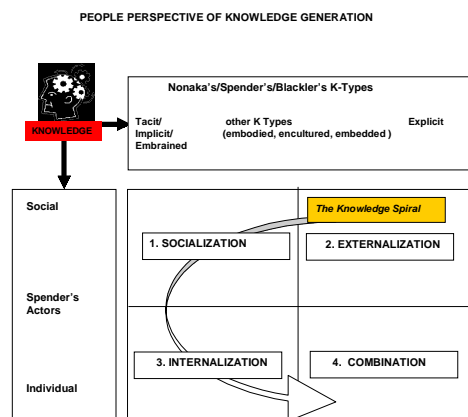 PEOPLE PERSPECTIVE OF KNOWLEDGE GENERATION
KNOWLEDGE
Nonaka's/Spender's/Blackler's K-Types
Tacit/ other K Types Explicit
Implicit/ (embodied, encultured, embedded )
Embrained
Social
The Knowledge Spiral
1. SOCIALIZATION 2. EXTERNALIZATION
Spender's
Actors
3. INTERNALIZATION 4. COMBINATION
Individual